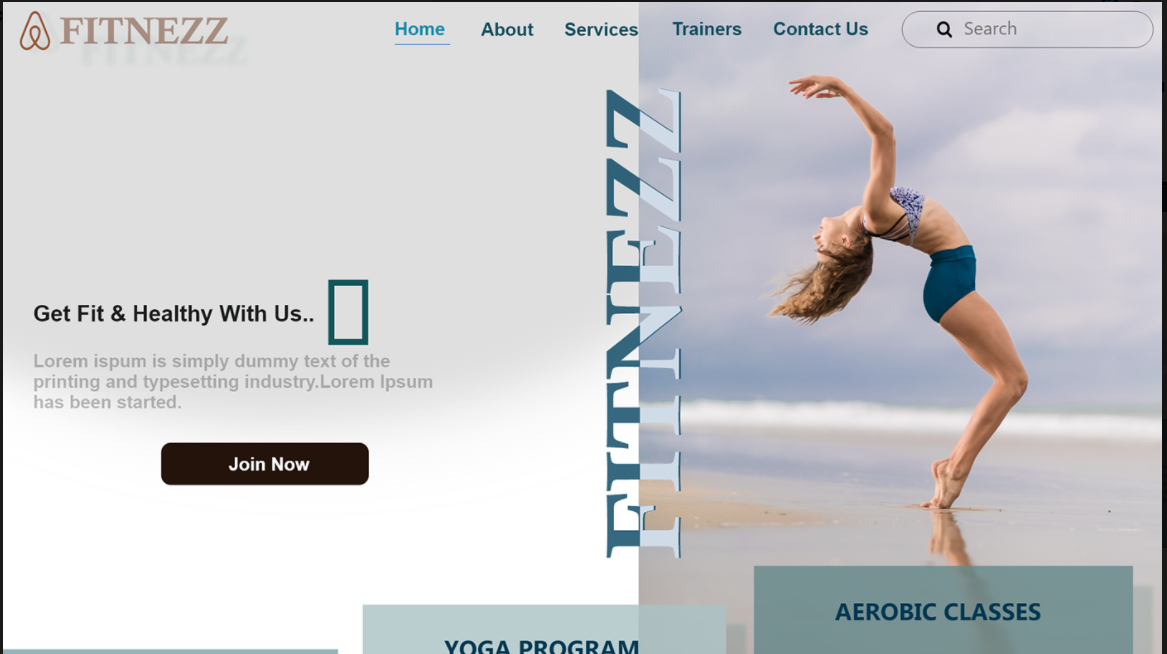 FITNEZZ
Home About Services Trainers Contact Us Search
FITNEZZ
Get Fit & Healthy With Us..
Lorem ispum is simply dummy text of the
printing and typesetting industry.Lorem Ipsum
has been started.
Join Now
AEROBIC CLASSES
YOGA PROGRAM